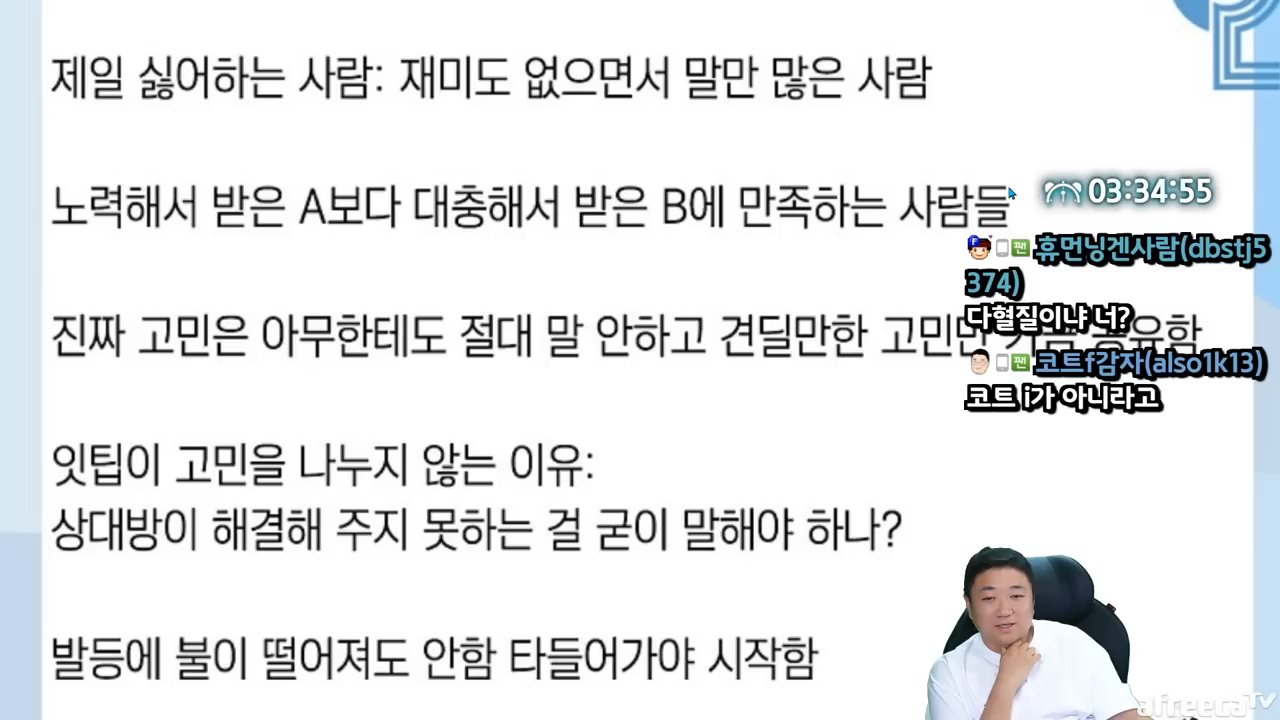 제일 싫어하는 사람: 재미도 없으면서 말만 많은 사람
노력해서 받은 A보다 대충해서 받은 B에 만족하는 사람들
03:34:55
휴먼닝겐사람(dbstj5
374)
다혈질이냐 너?
진짜 고민은 아무한테도 절대 말 안하고 견딜만한 고민만
코트f감자(also1k13)
코트 i가 아니라고
잇팁이 고민을 나누지 않는 이유:
상대방이 해결해 주지 못하는 걸 굳이 말해야 하나?
발등에 불이 떨어져도 안함 타들어가야 시작함
afreecaTV